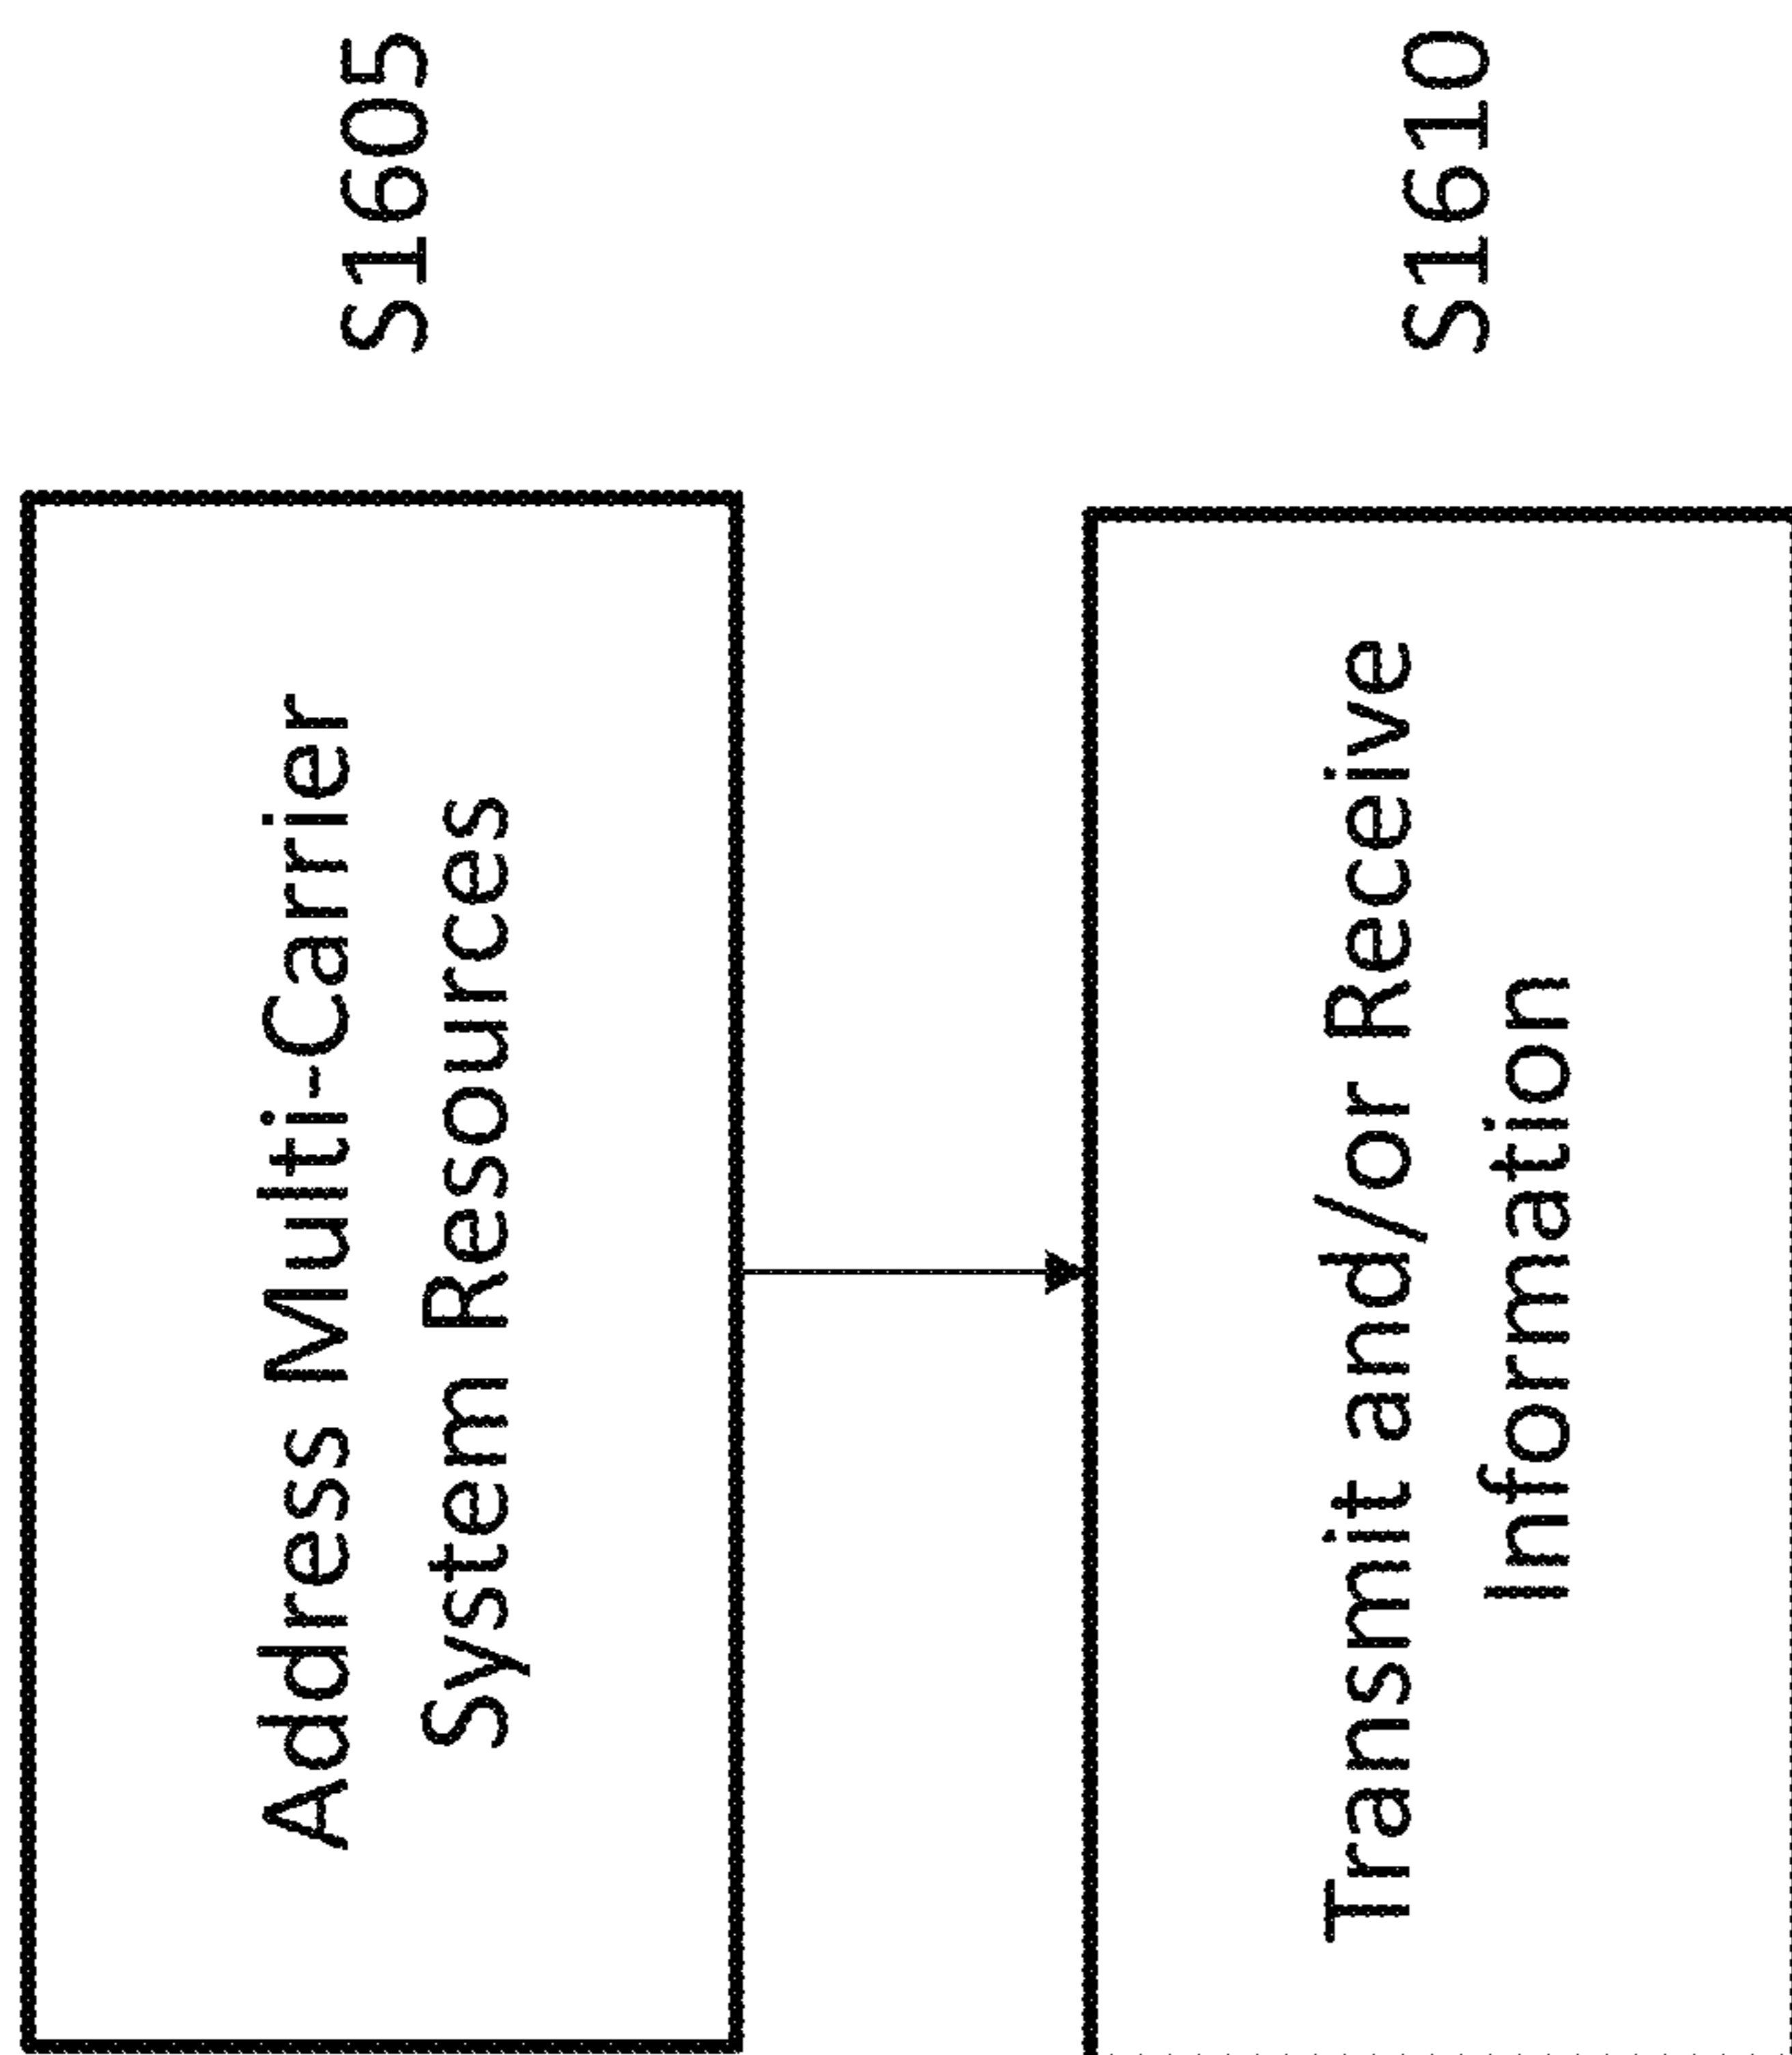 Address Multi-Carrier
System Resources
S1605
Transmit and/or Receive
Information
S1610